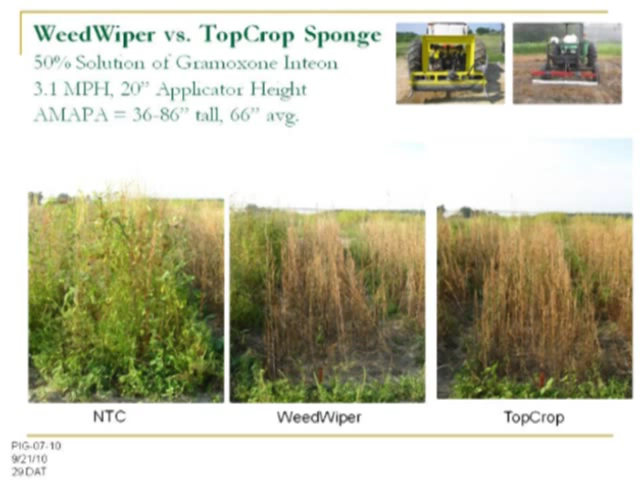 WeedWiper vs. TopCrop Sponge
50% Solution of Gramoxone Inteon
3.1 MPH, 20” Applicator Height
AMAPA = 36-86” tall, 66” avg.
NTC
WeedWiper
TopCrop
PIG-07-10
9/21/10
29DAT